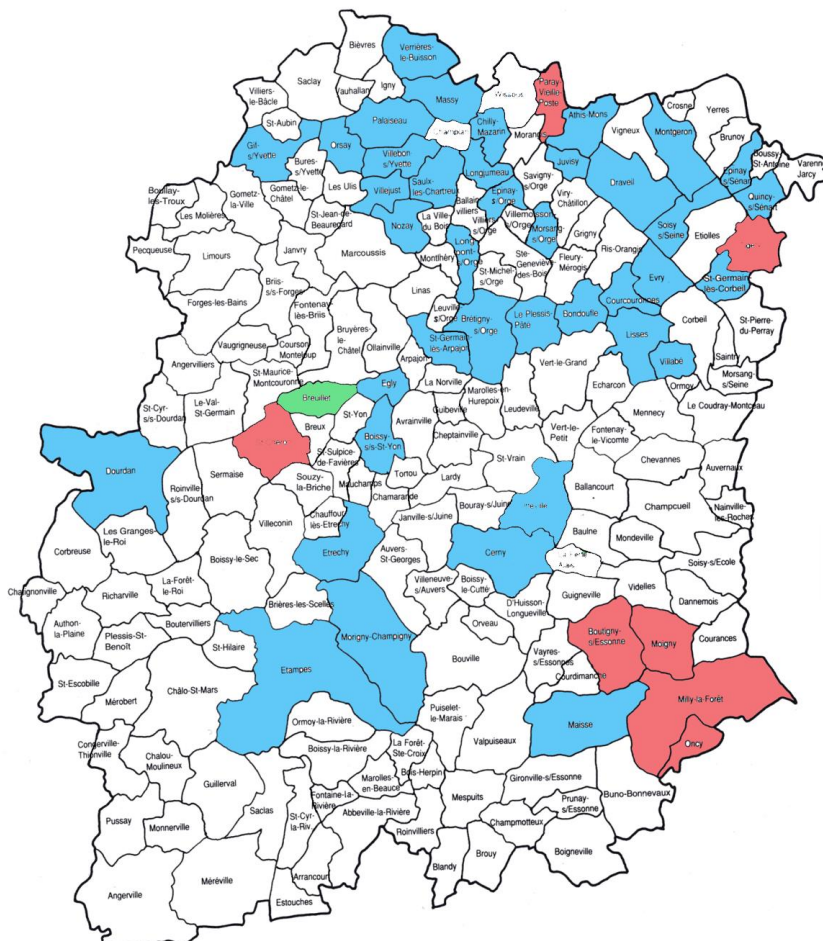 Bièvres
Verrières-
le-Buisson
Saclay
Igny
Vauhallan
Villiers-
le-Bâcle
Massy
Paray
Vieille-
Poste
St-Aubin
Palaiseau
Chilly-
Mazarin
Athis-Mons
Crosne
Yerres
Vigneux
Montgeron
Morangis
Brunoy
Gif-
s/Yvette
Orsay
Villebon
s/Yvette
Bures-
s/Yvette
Juvisy
Epinay
s/Sénart
Boussy-
St-Antoine
Varenne
Jarcy
Longjumeau
Savigny-
s/Orge
Draveil
Boullay-
les-Troux
Gometz-
la-Ville
Gometz-le-
Châtel
Les Ulis
Villejust
Saulx-
les-Chartreux
Epinay-
s/Orge
Viry-
Châtillon
Quincy-
s/Sénart
Les Molières
St-Jean-de-
Beauregard
Ballain
villiers
La Ville
du Bois
Villiers
s/Orge
Villemoisson-
s/Orge
Morsang-
s/Orge
Soisy
s/Seine
Etiolles
Nozay
Grigny
Pecqueuse
Limours
Janvry
Marcoussis
Long
pont-
s/Orge
Montlhéry
Ste-
Geneviève-
des-Bois
Fleury-
Mérogis
Ris-Orangis
St-Michel-
s/Orge
Evry
St-Germain
lès-Corbeil
Briis-
s/s-Forges
Linas
Forges-les-Bains
Fontenay-
lès-Briis
Leuville
s/Orge
Brétigny-
s/Orge
Le Plessis-
Pâté
Bondoufle
Courcouronnes
Corbeil
St-Pierre-
du-Perray
Bruyères-
le-Châtel
Ollainville
St-Germain
lès-Arpajon
Lisses
Vaugrigneuse
Courson
Monteloup
Arpajon
Saintry
Villabé
Angervilliers
St-Maurice-
Montcouronne
Vert-le-Grand
Echarcon
Ormoy
Morsang-
s/Seine
Egly
La Norville
Marolles-en-
Hurepoix
St-Cyr-
s/s-Dourdan
Le-Val-
St-Germain
Breuillet
St-Yon
Avrainville
Guibeville
Leudeville
Mennecy
Le Coudray-Montceau
Breux
Boissy-
s/s-St-Yon
Cheptainville
Vert-le-
Petit
Fontenay-
le-Vicomte
Dourdan
Sermaise
St-Sulpice-
de-Favières
St-Vrain
Chevannes
Auvernaux
Roinville-
s/s-Dourdan
Souzy-
la-Briche
Mauchamps
Tortou
Lardy
Ballancourt
Chamarande
Bouray-s/Juine
Champcueil
Nainville-
les-Roches
Villeconin
Chauffour
lès-Etrechy
Janville-s/Juine
Les Granges-
le-Roi
Corbreuse
Baulne
Mondeville
Boissy-le-Sec
Etrechy
Auvers-
St-Georges
Cerny
Soisy-s/Ecole
La-Forêt-
le-Roi
Villeneuve-
s/Auvers
Boissy-
le-Cutté
Videlles
Guigneville
Dannemois
Richarville
Brières-les-Scellés
D'Huisson-
Longueville
Authon-
la-Plaine
Plessis-St-
Benoît
Boutervilliers
Morigny-Champigny
Orveau
Boutigny-
s/Essonne
Moigny
Courances
St-Hilaire
Etampes
Bouville
Vayres-
s/Essonnes
St-Escobille
Mérobert
Châlo-St-Mars
Courdimanche
Milly-la-Forêt
Puiselet-
le-Marais
Maisse
Ormoy-la-Rivière
Oncy
Congerville-
Thionville
Chalou-
Moulineux
Boissy-la-Rivière
La Forêt-
Ste-Croix
Valpuiseaux
Guillerval
Marolles
en-Beauce
Bois-Herpin
Gironville-s/Essonne
Buno-Bonnevaux
Fontaine-la-
Rivière
Mespuits
Prunay-
s/Essonne
Pussay
Monnerville
Saclas
St-Cyr
-la-Riv.
Abbeville-la-Rivière
Champmotteux
Roinvilliers
Boigneville
Blandy
Brouy
Angerville
Méréville
Arrancour
Estouches